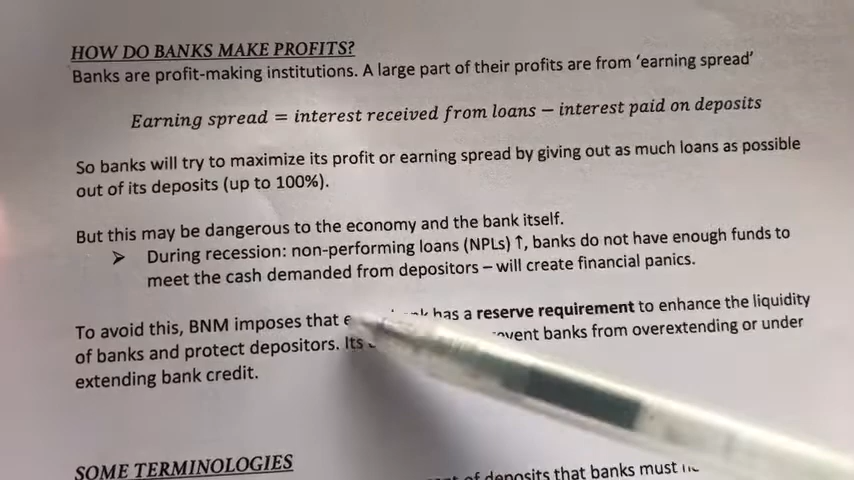 HOW DO BANKS MAKE PROFITS?
Banks are profit-making institutions. A large part of their profits are from ‘earning spread’
Earning spread = interest received from loans − interest paid on deposits
So banks will try to maximize its profit or earning spread by giving out as much loans as possible
out of its deposits (up to 100%).
But this may be dangerous to the economy and the bank itself.
➢ During recession: non-performing loans (NPLs) ↑, banks do not have enough funds to
meet the cash demanded from depositors – will create financial panics.
To avoid this, BNM imposes that has a reserve requirement to enhance the liquidity
of banks and protect depositors. Its banks from overextending or under
extending bank credit.
SOME TERMINOLOGIES
of deposits that banks must